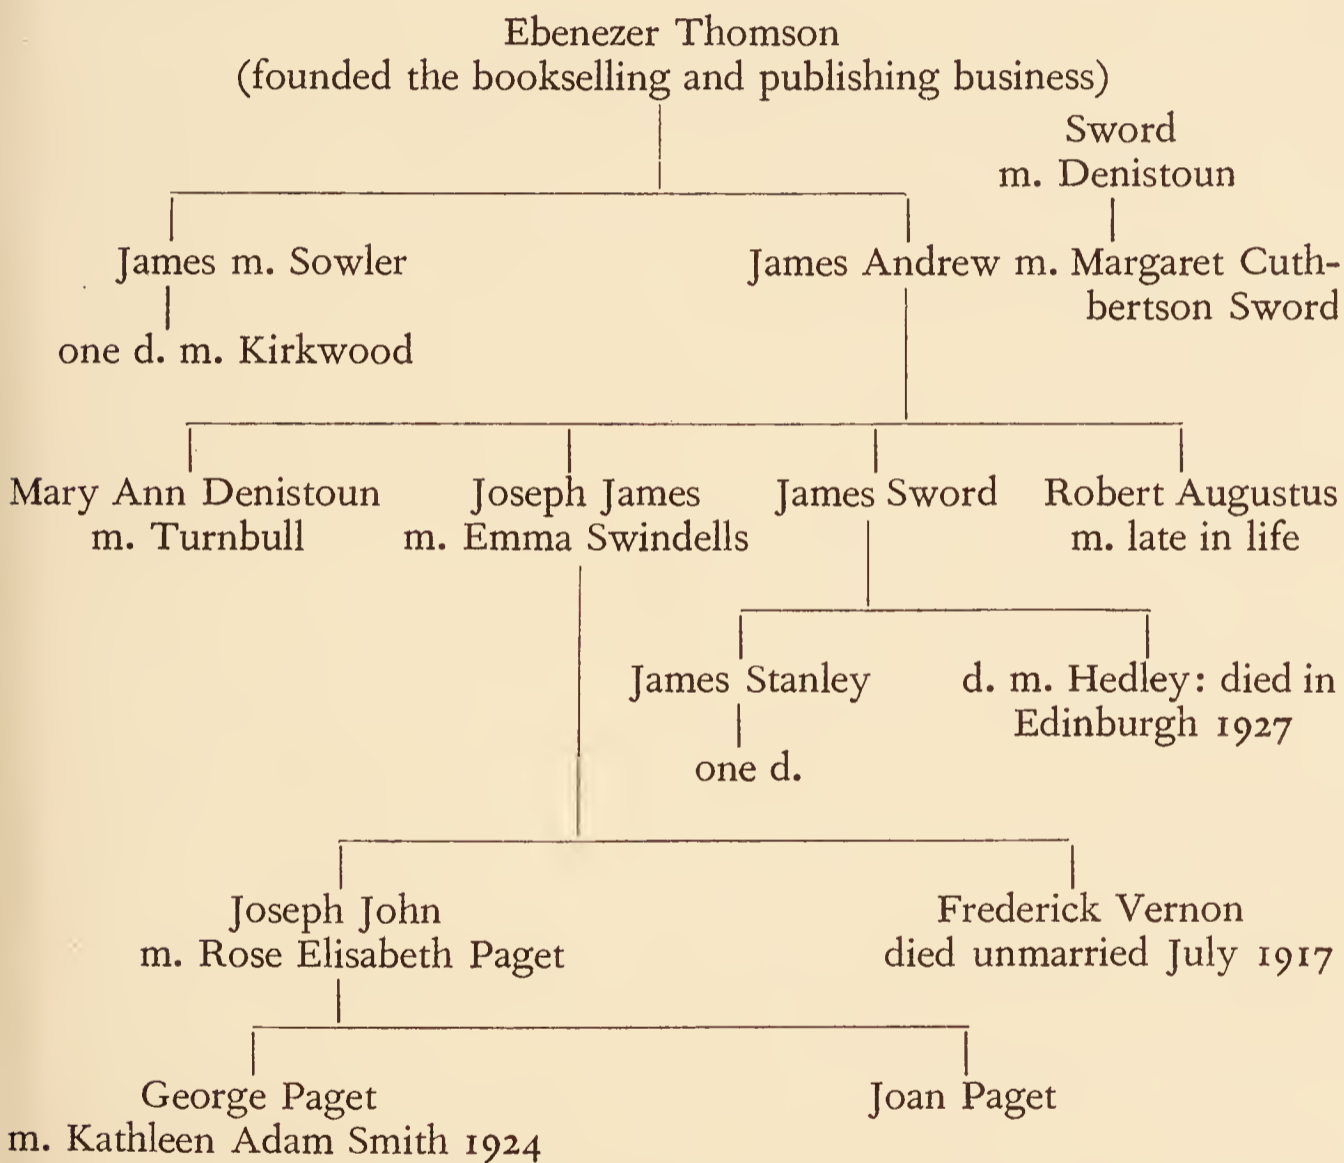 Ebenezer Thomson
(founded the bookselling and publishing business)
Sword
m. Denistoun
James m. Sowler
one d. m. Kirkwood
James Andrew m. Margaret Cuth-
bertson Sword
Mary Ann Denistoun
m. Turnbull
Joseph James
m. Emma Swindells
James Sword
Robert Augustus
m. late in life
James Stanley
one d.
d. m. Hedley: died in
Edinburgh 1927
Joseph John
m. Rose Elisabeth Paget
Frederick Vernon
died unmarried July 1917
George Paget
m. Kathleen Adam Smith 1924
Joan Paget